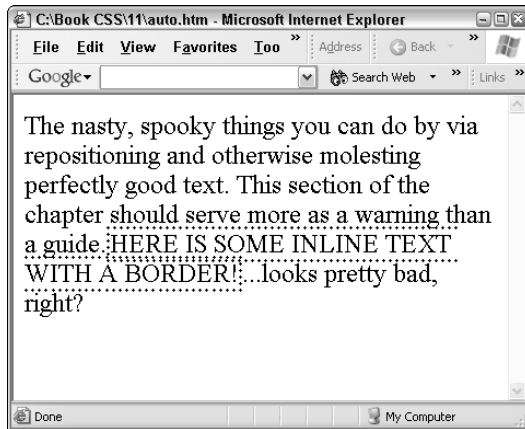 C:\Book CSS\11\auto.htm - Microsoft Internet Explorer
File Edit View Favorites Too » Address Back »
Google Search Web » Links »
The nasty, spooky things you can do by via
repositioning and otherwise molesting
perfectly good text. This section of the
chapter should serve more as a warning than
a guide. HERE IS SOME INLINE TEXT
WITH A BORDER!...looks pretty bad,
right?
Done My Computer